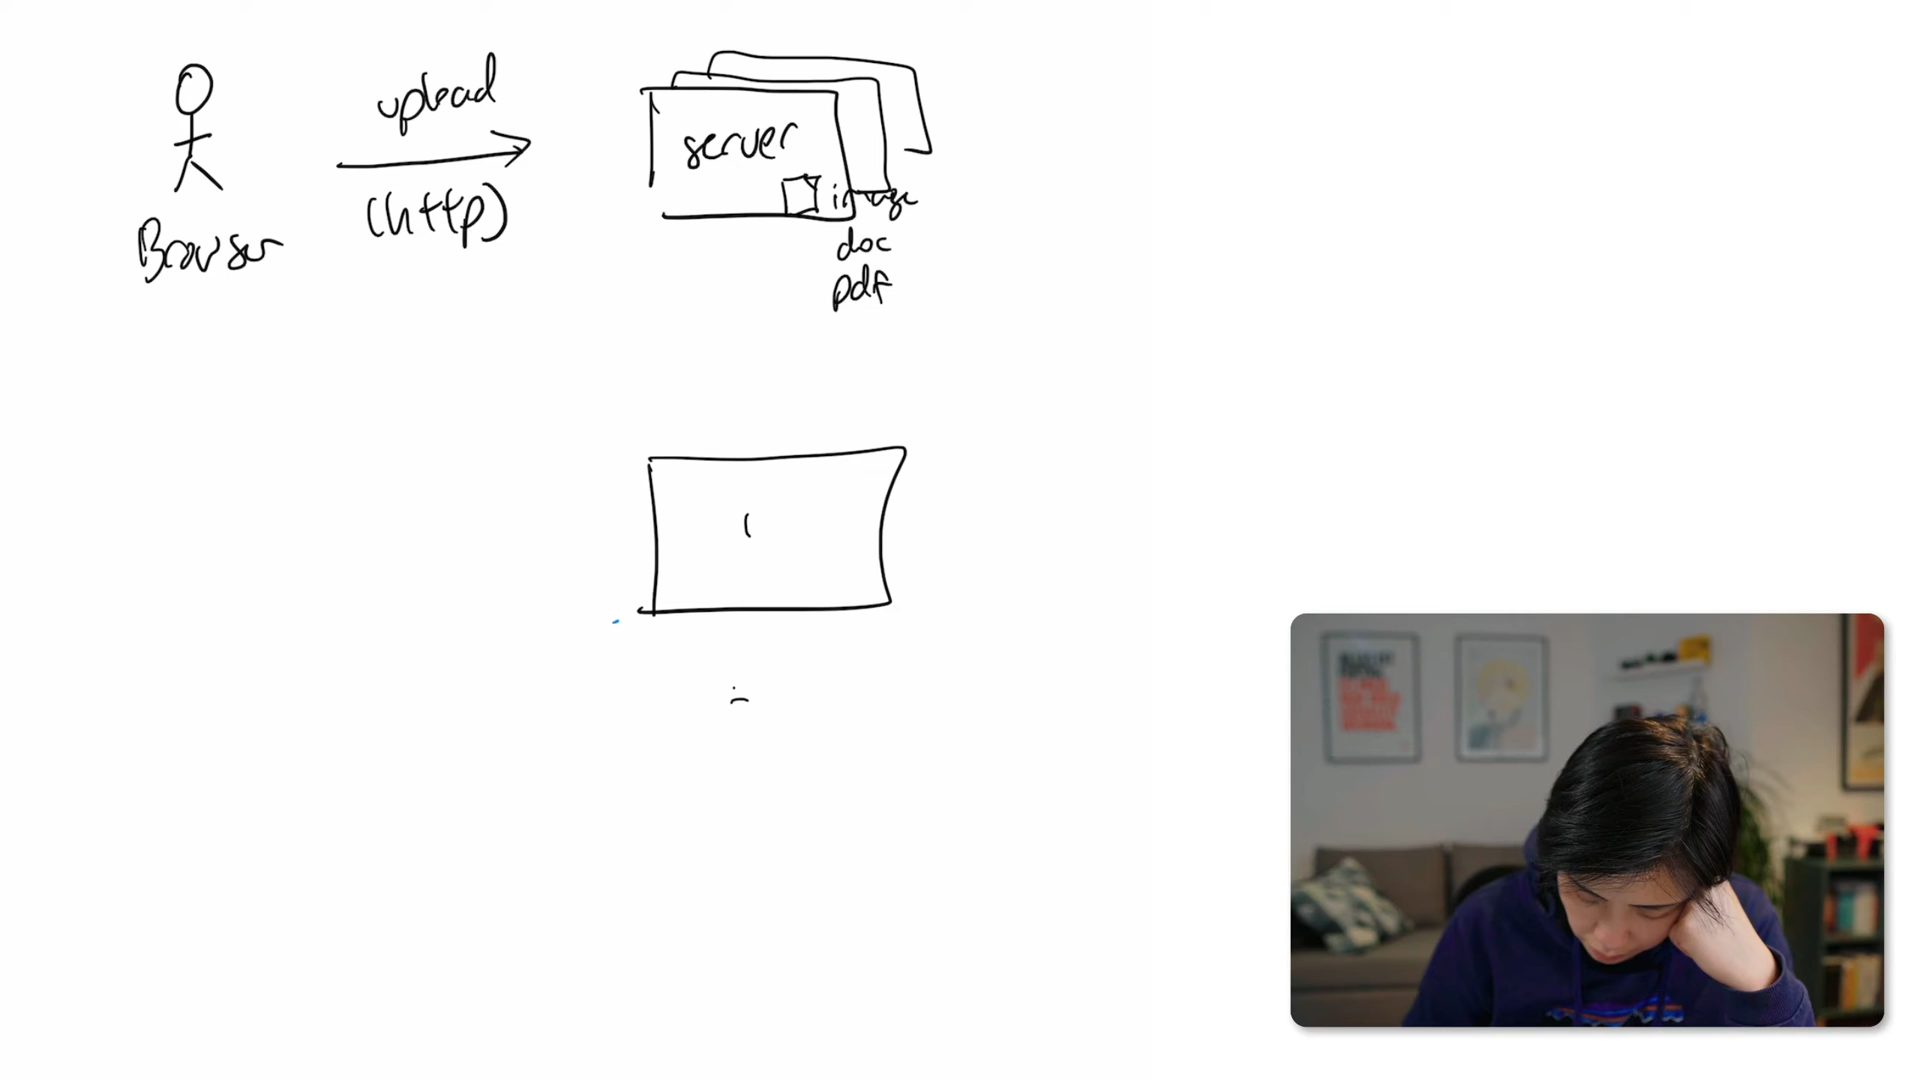 upload
server
(http)
image
Browser
doc
pdf